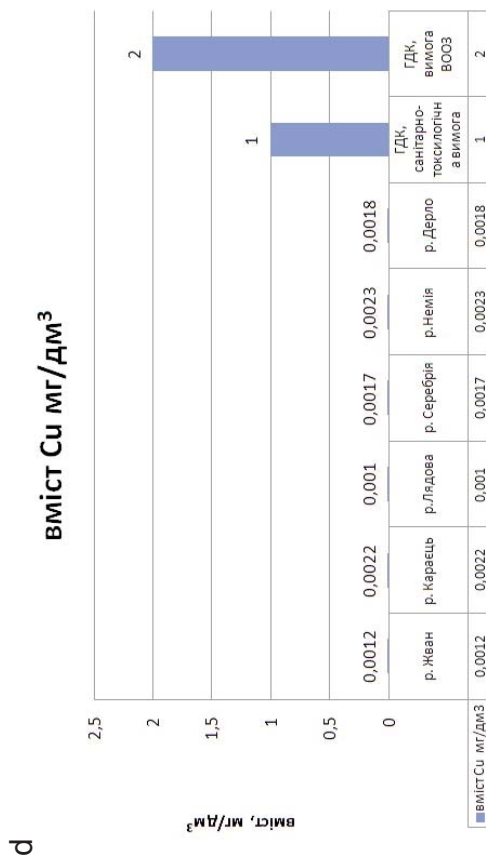 d
вміст Cu мг/дм³
вміст, мг/дм³
2,5
2
1,5
1
0,5
0
0,0012
0,0022
0,001
0,0017
0,0023
0,0018
1
2
р. Жван
р. Караєць
р.Лядова
р. Серебрія
р.Немія
р. Дерло
ГДК,
санітарно-
токсилогічн
а вимога
ГДК,
вимога
ВООЗ
вміст Cu мг/дм3
0,0012
0,0022
0,001
0,0017
0,0023
0,0018
1
2